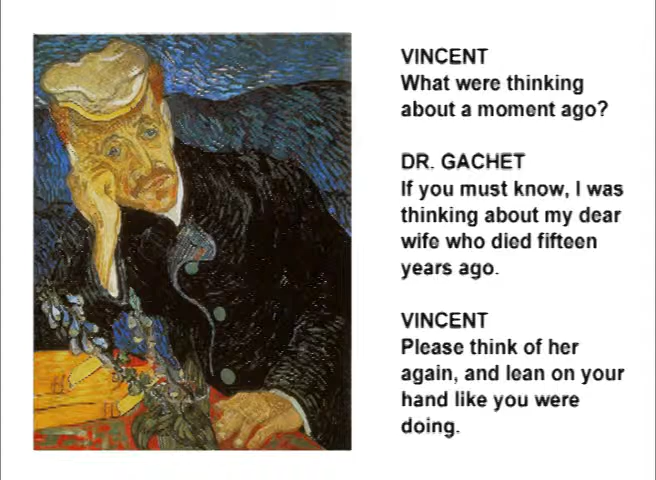 VINCENT
What were thinking
about a moment ago?
DR. GACHET
If you must know, I was
thinking about my dear
wife who died fifteen
years ago.
VINCENT
Please think of her
again, and lean on your
hand like you were
doing.